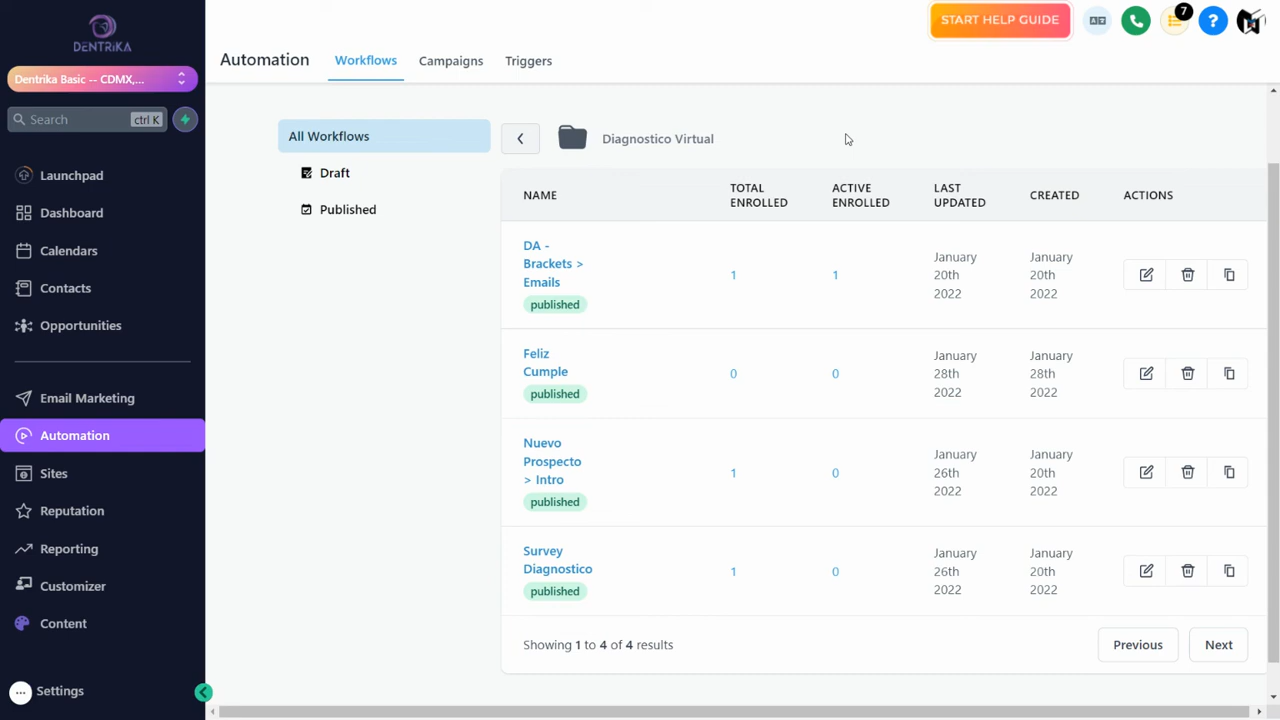 DENTRIKA
Dentrika Basic -- CDMX,...
Search
ctrl K
Launchpad
Dashboard
Calendars
Contacts
Opportunities
Email Marketing
Automation
Sites
Reputation
Reporting
Customizer
Content
Settings
START HELP GUIDE
7
?
Automation
Workflows
Campaigns
Triggers
All Workflows
Draft
Published
Diagnostico Virtual
NAME
TOTAL
ENROLLED
ACTIVE
ENROLLED
LAST
UPDATED
CREATED
ACTIONS
DA -
Brackets >
Emails
published
1
1
January
20th
2022
January
20th
2022
Feliz
Cumple
published
0
0
January
28th
2022
January
28th
2022
Nuevo
Prospecto
> Intro
published
1
0
January
26th
2022
January
20th
2022
Survey
Diagnostico
published
1
0
January
26th
2022
January
20th
2022
Showing 1 to 4 of 4 results
Previous
Next